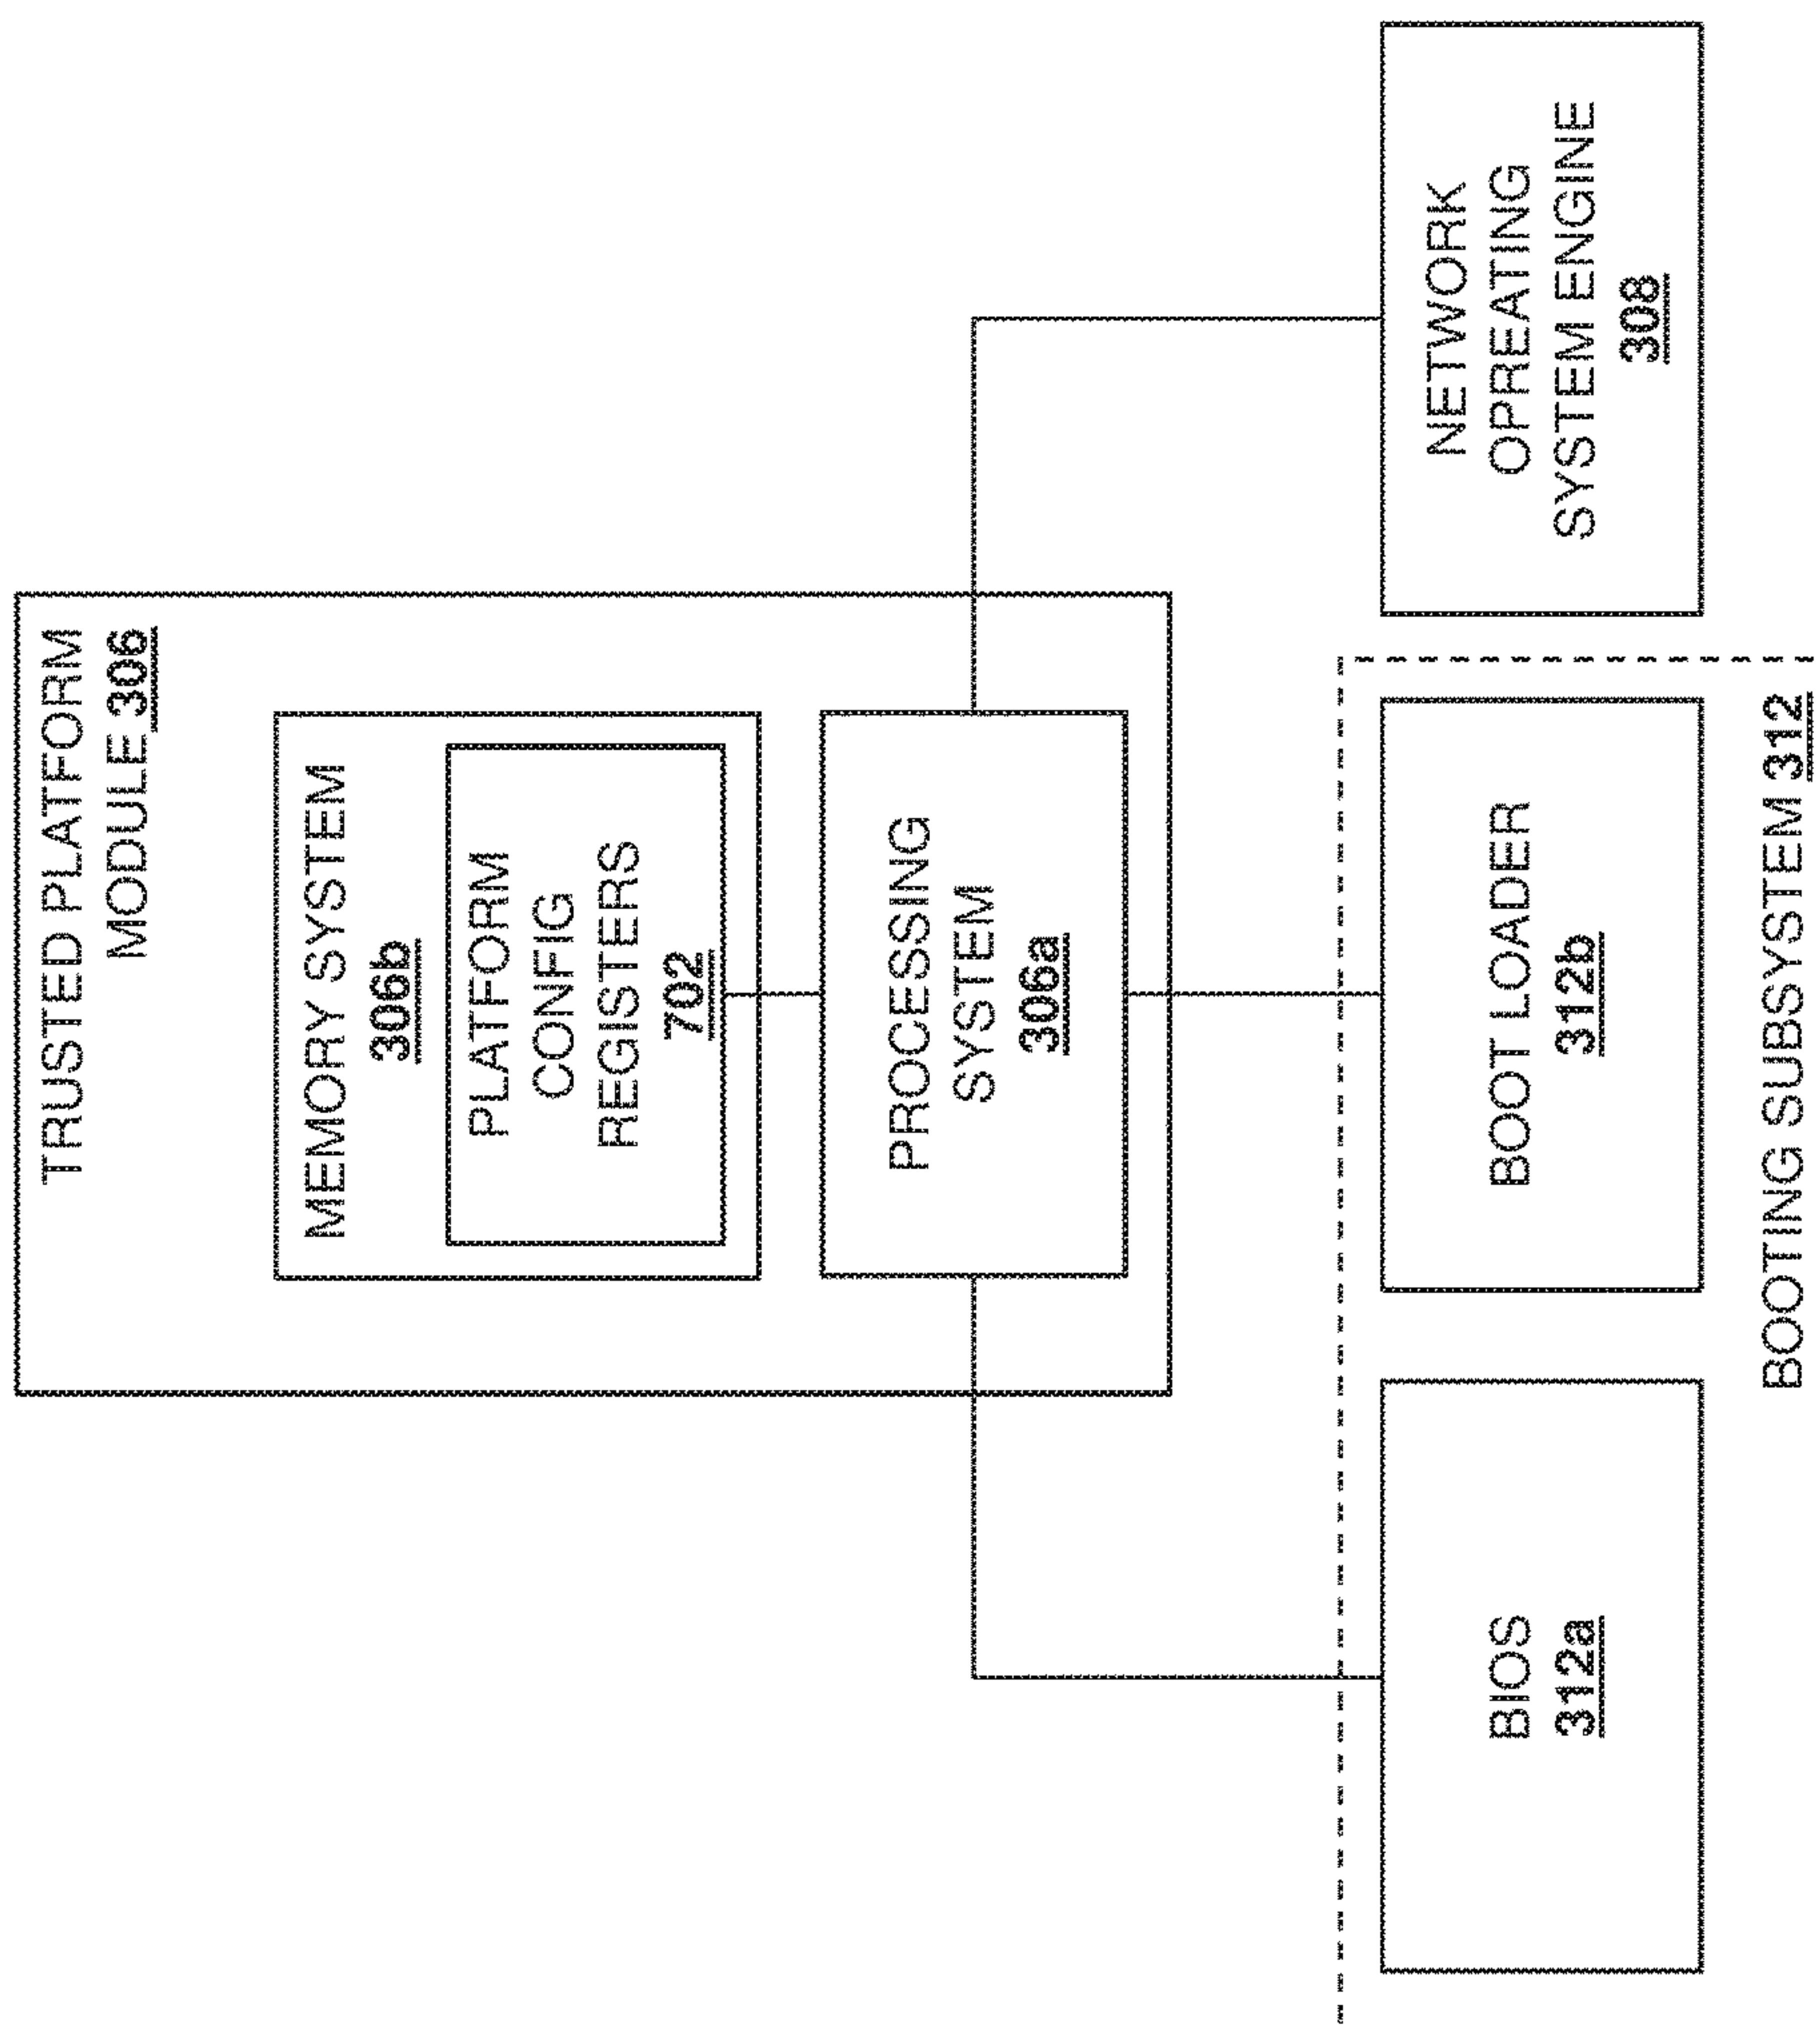 TRUSTED PLATFORM
MODULE 306
MEMORY SYSTEM
306b
PLATFORM
CONFIG
REGISTERS
702
PROCESSING
SYSTEM
306a
BIOS
312a
BOOT LOADER
312b
NETWORK
OPREATING
SYSTEM ENGINE
308
BOOTING SUBSYSTEM 312